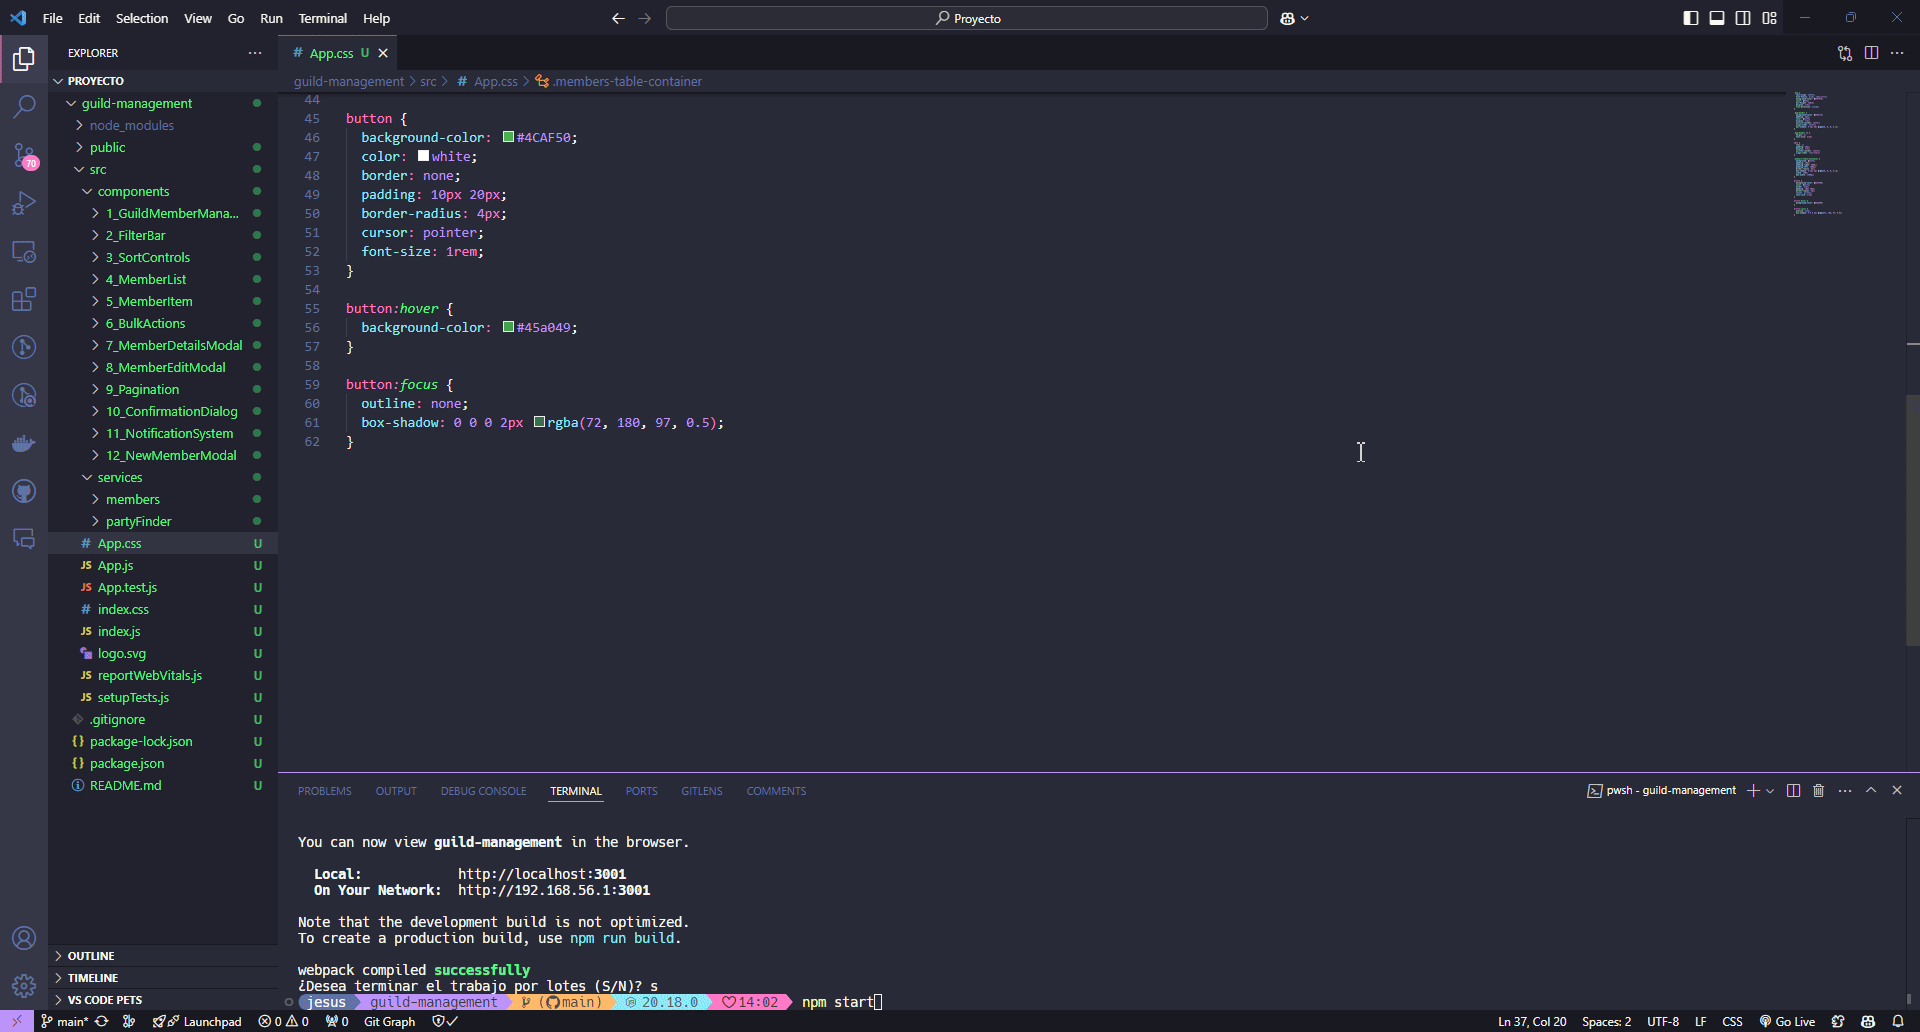 File Edit Selection View Go Run Terminal Help
Proyecto
EXPLORER
App.css U
PROYECTO
guild-management > src > # App.css > .members-table-container
guild-management
node_modules
public
70
src
components
1_GuildMemberMana...
2_FilterBar
3_SortControls
4_MemberList
5_MemberItem
6_BulkActions
7_MemberDetailsModal
8_MemberEditModal
9_Pagination
10_ConfirmationDialog
11_NotificationSystem
12_NewMemberModal
services
members
partyFinder
# App.css U
JS App.js U
JS App.test.js U
# index.css U
JS index.js U
logo.svg U
JS reportWebVitals.js U
JS setupTests.js U
.gitignore U
{} package-lock.json U
{} package.json U
README.md U
OUTLINE
TIMELINE
VS CODE PETS
44
45 button {
46 background-color: #4CAF50;
47 color: white;
48 border: none;
49 padding: 10px 20px;
50 border-radius: 4px;
51 cursor: pointer;
52 font-size: 1rem;
53 }
54
55 button:hover {
56 background-color: #45a049;
57 }
58
59 button:focus {
60 outline: none;
61 box-shadow: 0 0 0 2px rgba(72, 180, 97, 0.5);
62 }
PROBLEMS OUTPUT DEBUG CONSOLE TERMINAL PORTS GITLENS COMMENTS
pwsh - guild-management
You can now view guild-management in the browser.
Local: http://localhost:3001
On Your Network: http://192.168.56.1:3001
Note that the development build is not optimized.
To create a production build, use npm run build.
webpack compiled successfully
¿Desea terminar el trabajo por lotes (S/N)? s
jesus guild-management (main) 20.18.0 14:02 npm start
main* Launchpad 0 0 0 Git Graph
Ln 37, Col 20 Spaces: 2 UTF-8 LF CSS Go Live